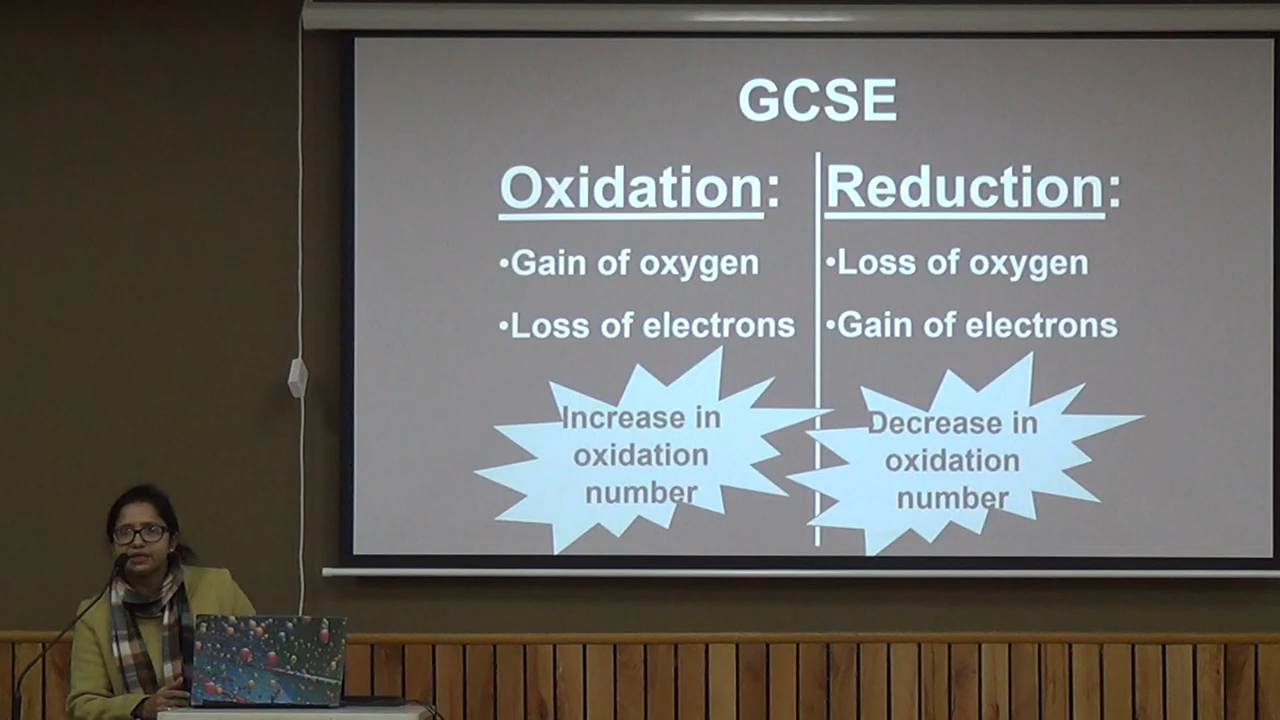 GCSE
Oxidation:
•Gain of oxygen
•Loss of electrons
Increase in
oxidation
number
Reduction:
•Loss of oxygen
•Gain of electrons
Decrease in
oxidation
number